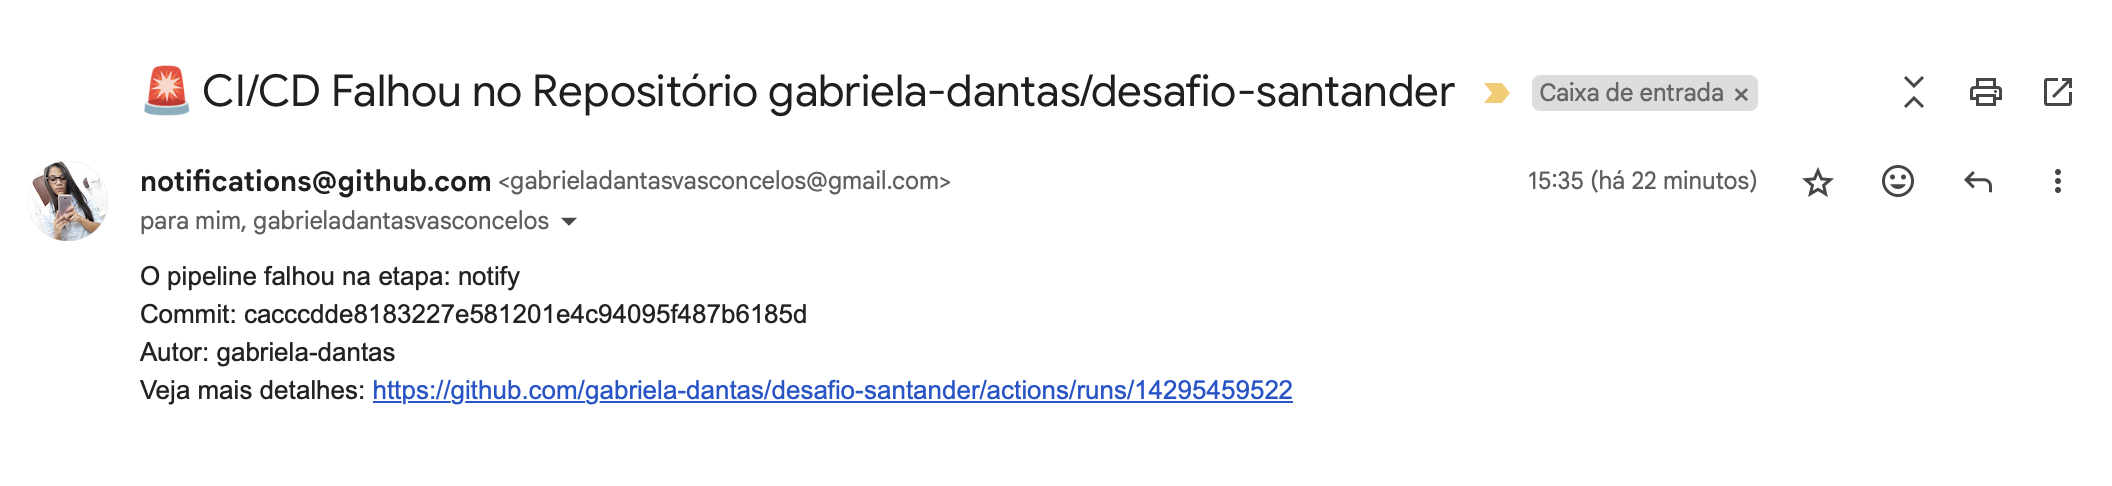 🚨 CI/CD Falhou no Repositório gabriela-dantas/desafio-santander Caixa de entrada ×
notifications@github.com <gabrieladantasvasconcelos@gmail.com> 15:35 (há 22 minutos)
para mim, gabrieladantasvasconcelos
O pipeline falhou na etapa: notify
Commit: cacccdde8183227e581201e4c94095f487b6185d
Autor: gabriela-dantas
Veja mais detalhes: https://github.com/gabriela-dantas/desafio-santander/actions/runs/14295459522